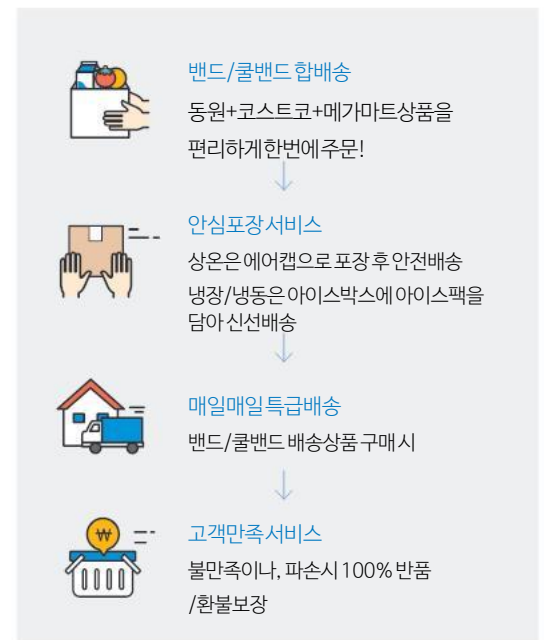 밴드/쿨밴드 합배송
동원+코스트코+메가마트상품을
편리하게한번에주문!
안심포장서비스
상온은 에어캡으로 포장 후 안전배송
냉장/냉동은 아이스박스에 아이스팩을
담아 신선배송
매일매일 특급배송
밴드/쿨밴드 배송상품 구매시
₩
고객만족서비스
불만족이나, 파손시 100% 반품
/환불보장